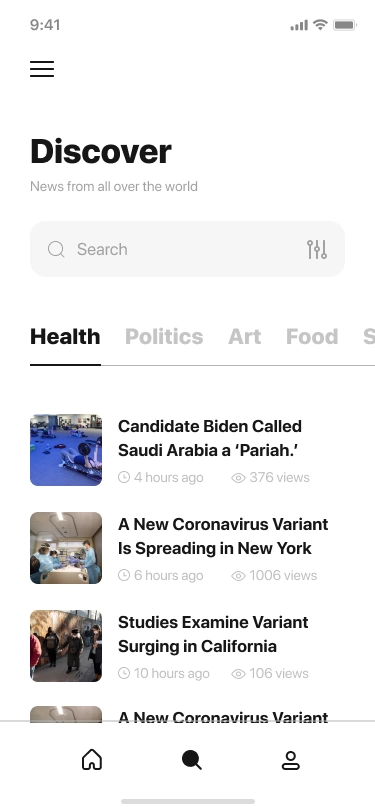 9:41
Discover
News from all over the world
Search
Health Politics Art Food S
Candidate Biden Called
Saudi Arabia a ‘Pariah.’
4 hours ago 376 views
A New Coronavirus Variant
Is Spreading in New York
6 hours ago 1006 views
Studies Examine Variant
Surging in California
10 hours ago 106 views
A New Coronavirus Variant